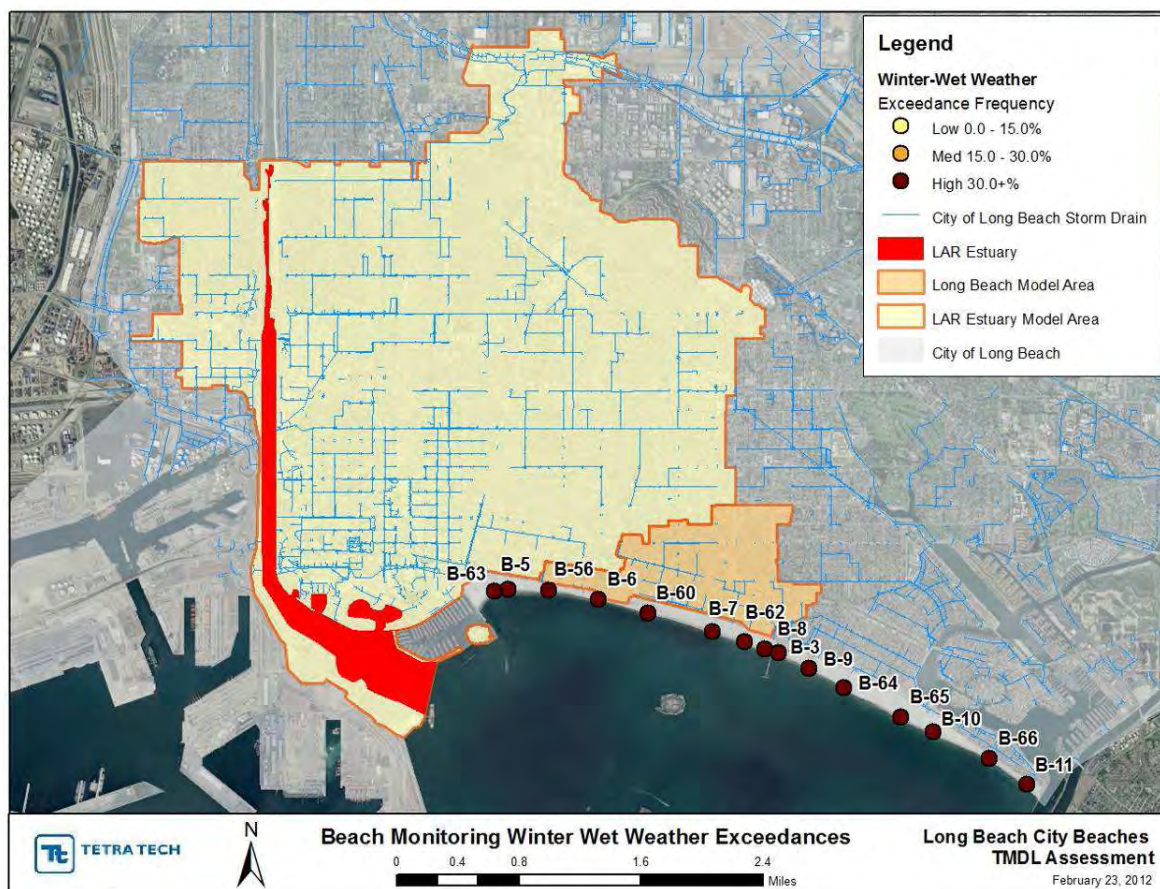 Legend
Winter-Wet Weather
Exceedance Frequency
Low 0.0 - 15.0%
Med 15.0 - 30.0%
High 30.0+%
City of Long Beach Storm Drain
LAR Estuary
Long Beach Model Area
LAR Estuary Model Area
City of Long Beach
B-63
B-5
B-56
B-6
B-60
B-7
B-62
B-8
B-3
B-9
B-64
B-65
B-10
B-66
B-11
Tt
TETRA TECH
N
Beach Monitoring Winter Wet Weather Exceedances
0 0.4 0.8 1.6 2.4
Miles
Long Beach City Beaches
TMDL Assessment
February 23, 2012